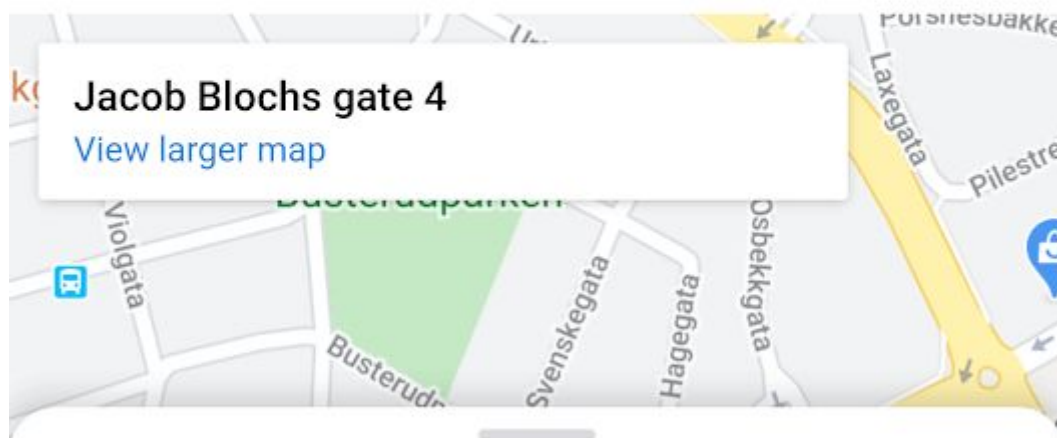 Jacob Blochs gate 4
View larger map
Laxegata
Violgata
Osbekkgata
Svenskegata
Hagegata